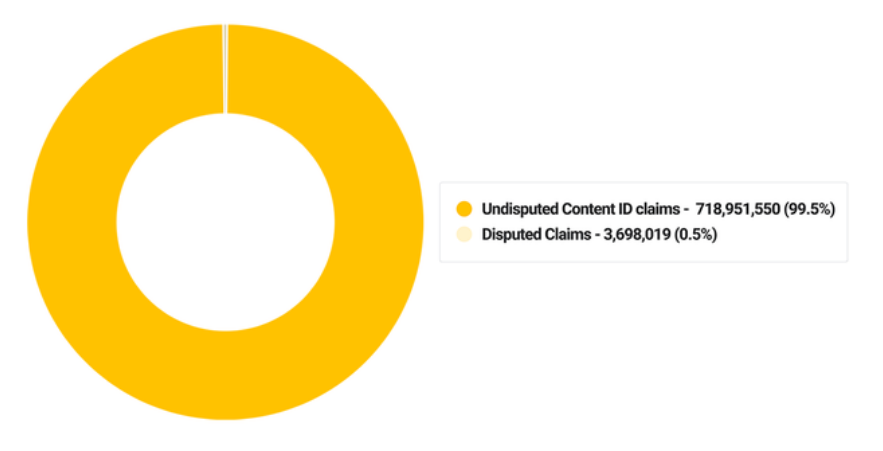 Undisputed Content ID claims - 718,951,550 (99.5%)
Disputed Claims - 3,698,019 (0.5%)